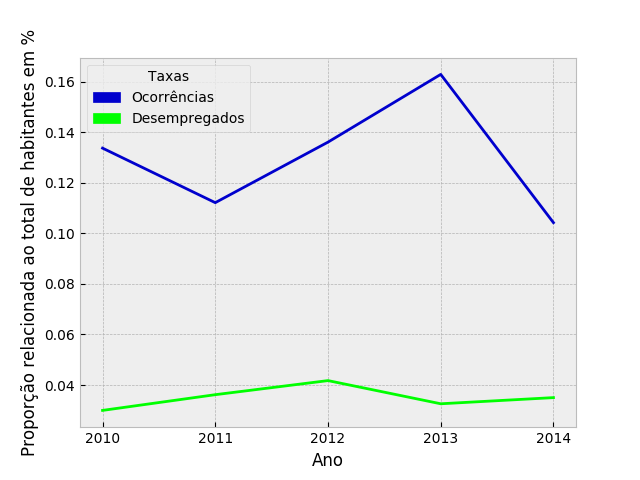 Proporção relacionada ao total de habitantes em %
0.16
0.14
0.12
0.10
0.08
0.06
0.04
Taxas
Ocorrências
Desempregados
2010 2011 2012 2013 2014
Ano